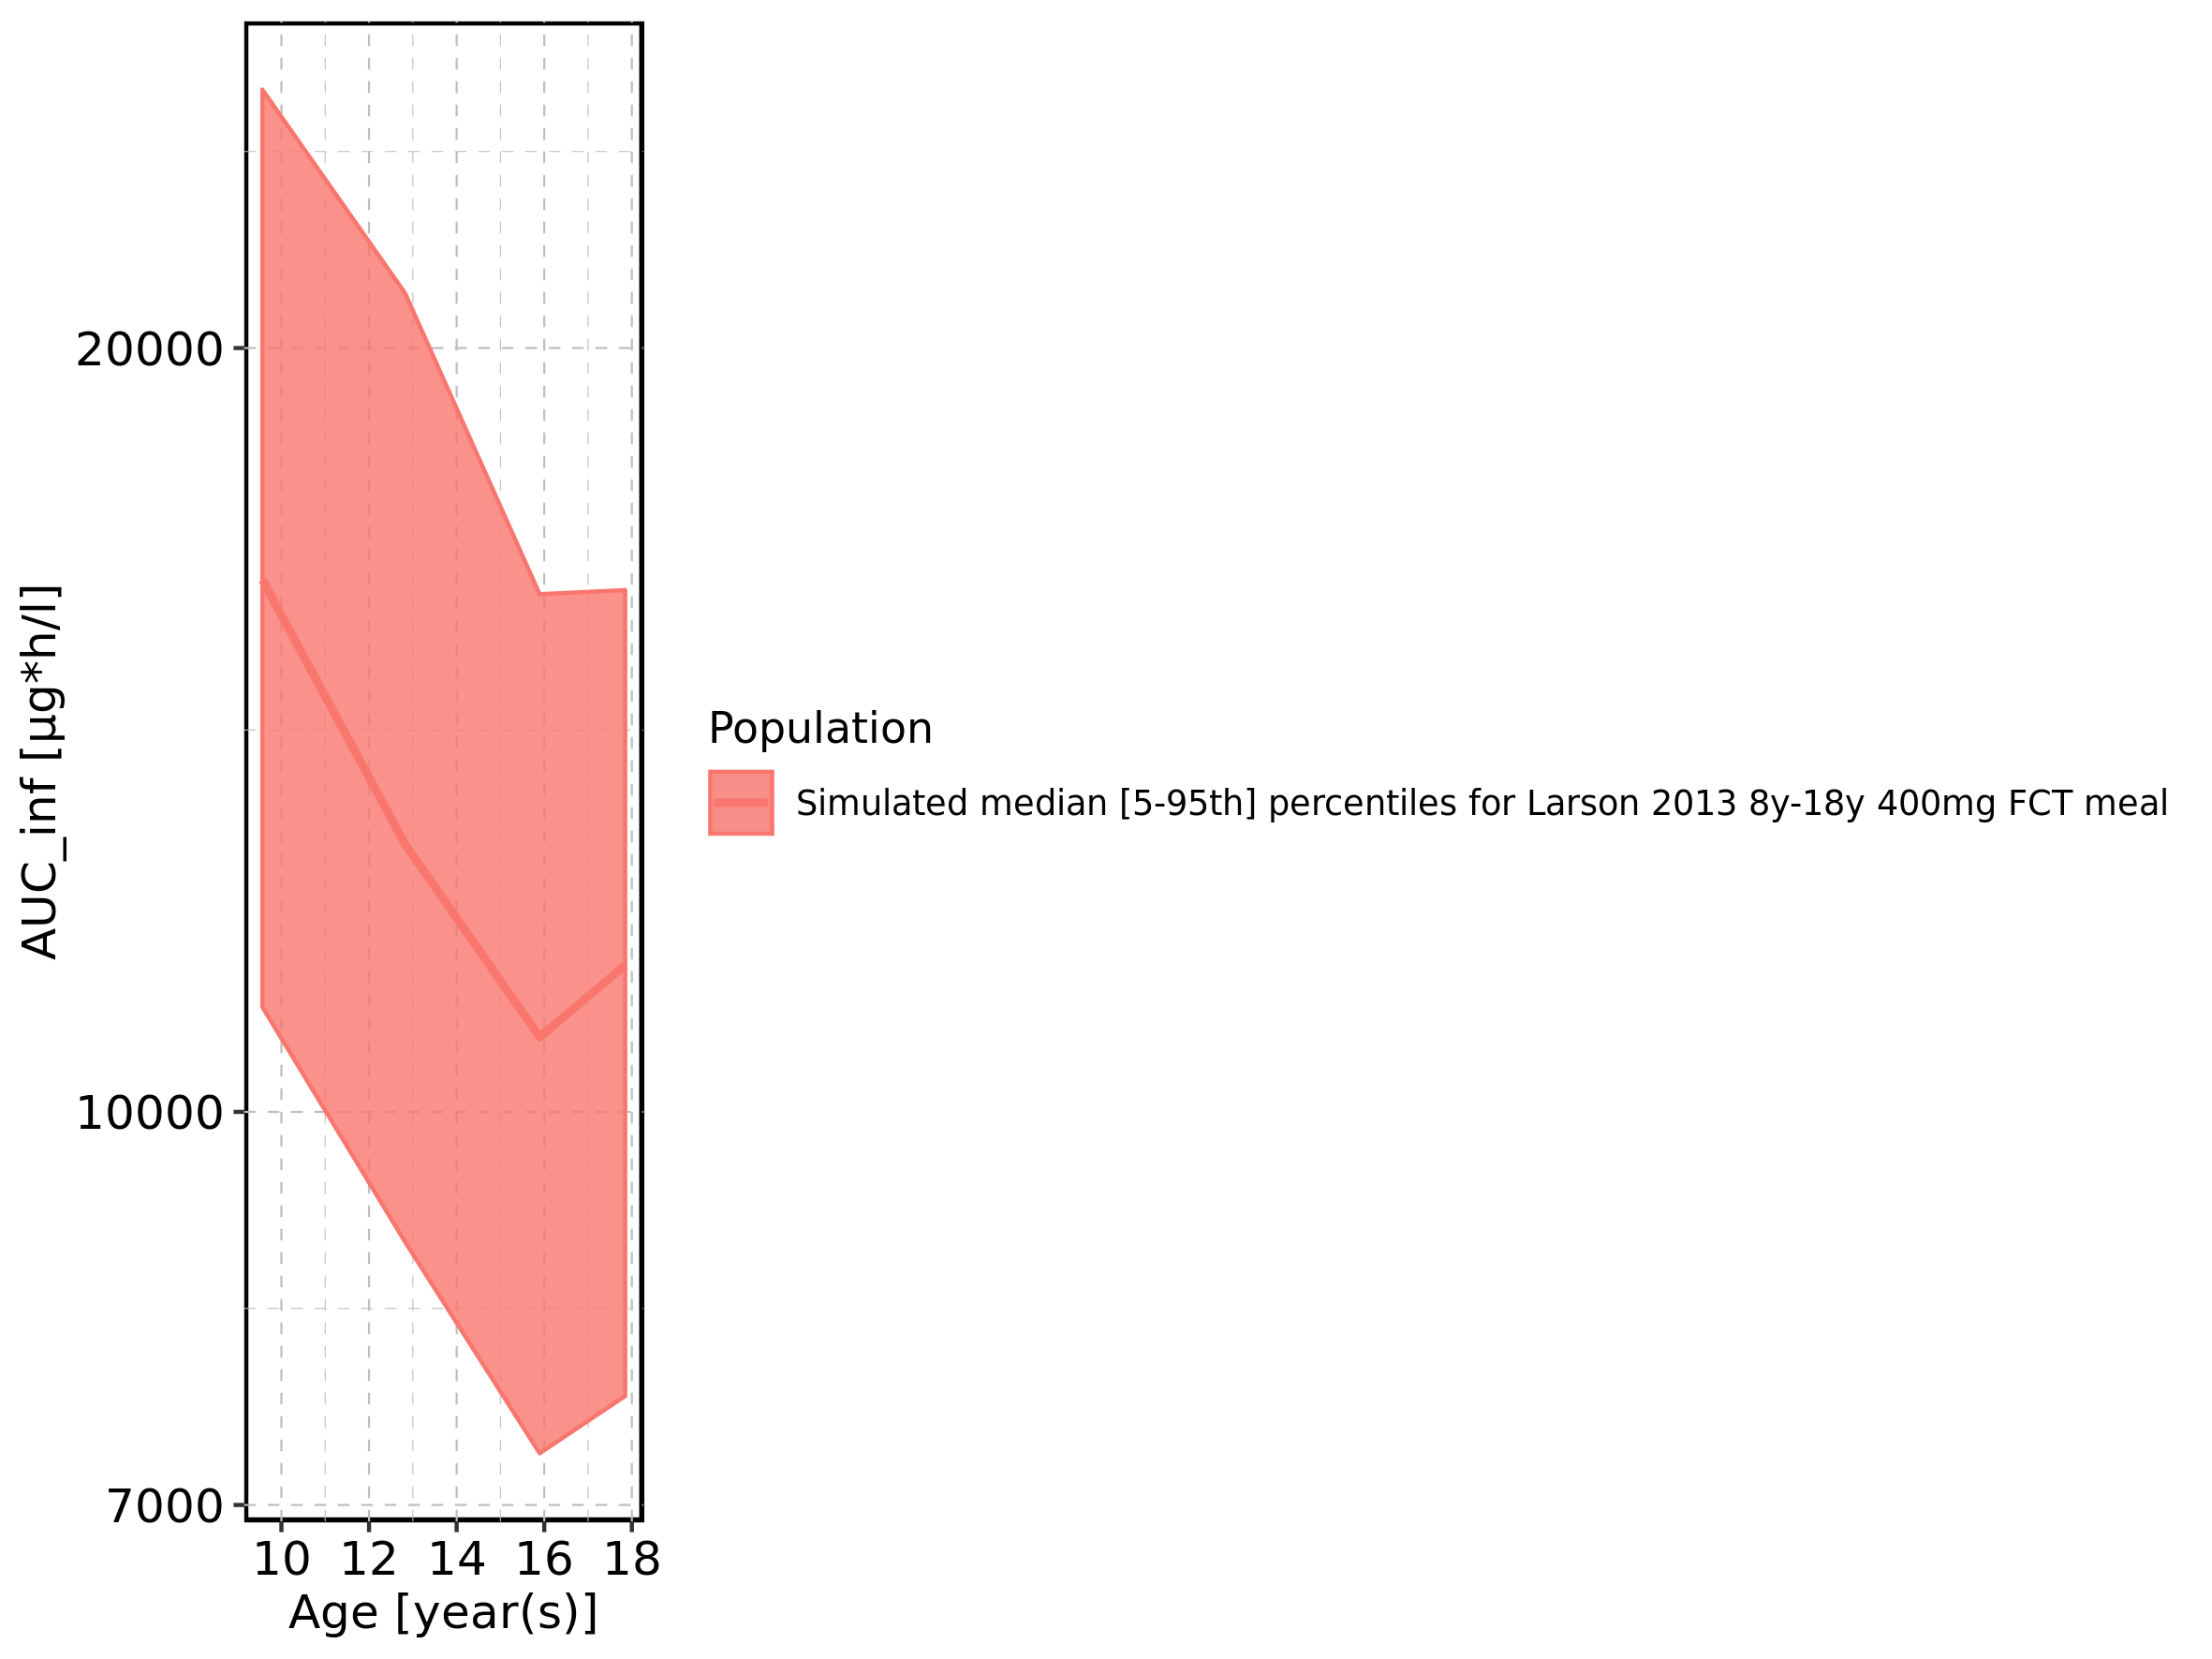 AUC_inf [µg*h/l]
20000
10000
7000
10 12 14 16 18
Age [year(s)]
Population
Simulated median [5-95th] percentiles for Larson 2013 8y-18y 400mg FCT meal